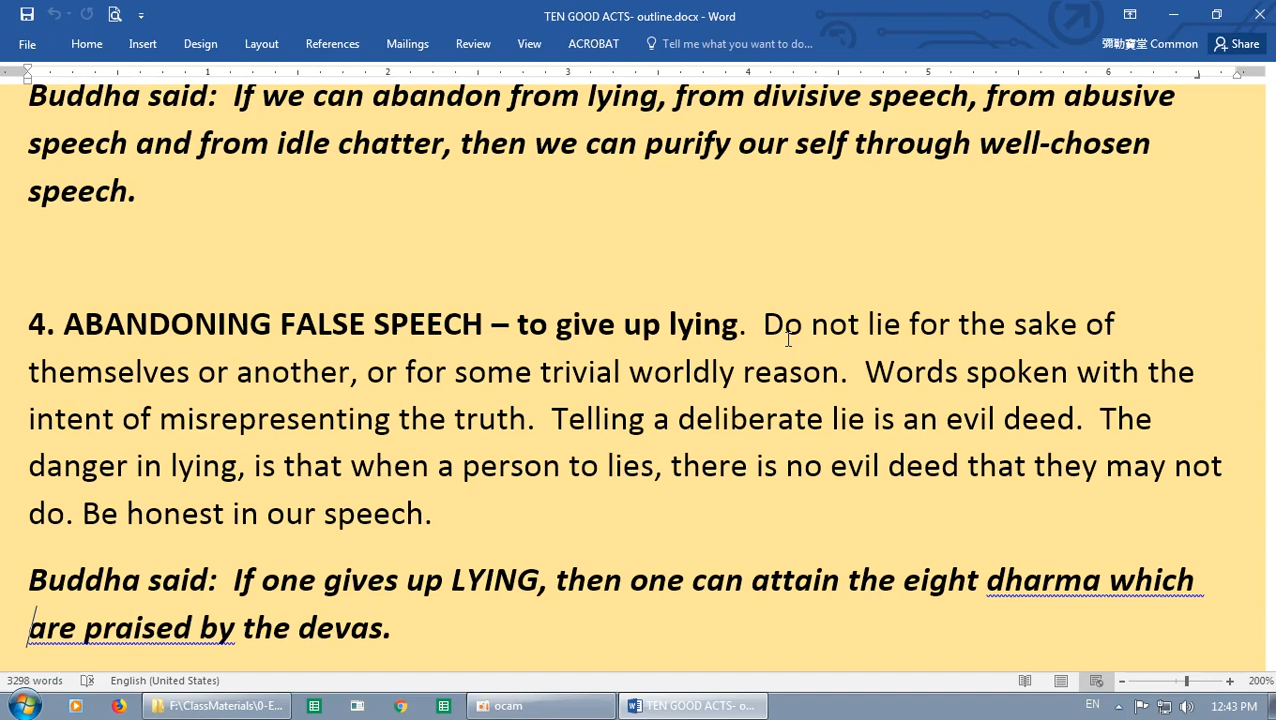 TEN GOOD ACTS- outline.docx - Word
File Home Insert Design Layout References Mailings Review View ACROBAT Tell me what you want to do... 彌勒寶堂 Common Share
1 2 3 4 5 6
Buddha said: If we can abandon from lying, from divisive speech, from abusive
speech and from idle chatter, then we can purify our self through well-chosen
speech.
4. ABANDONING FALSE SPEECH – to give up lying. Do not lie for the sake of
themselves or another, or for some trivial worldly reason. Words spoken with the
intent of misrepresenting the truth. Telling a deliberate lie is an evil deed. The
danger in lying, is that when a person to lies, there is no evil deed that they may not
do. Be honest in our speech.
Buddha said: If one gives up LYING, then one can attain the eight dharma which
are praised by the devas.
3298 words English (United States) 200%
F:\ClassMaterials\0-E... ocam TEN GOOD ACTS- o... EN 12:43 PM